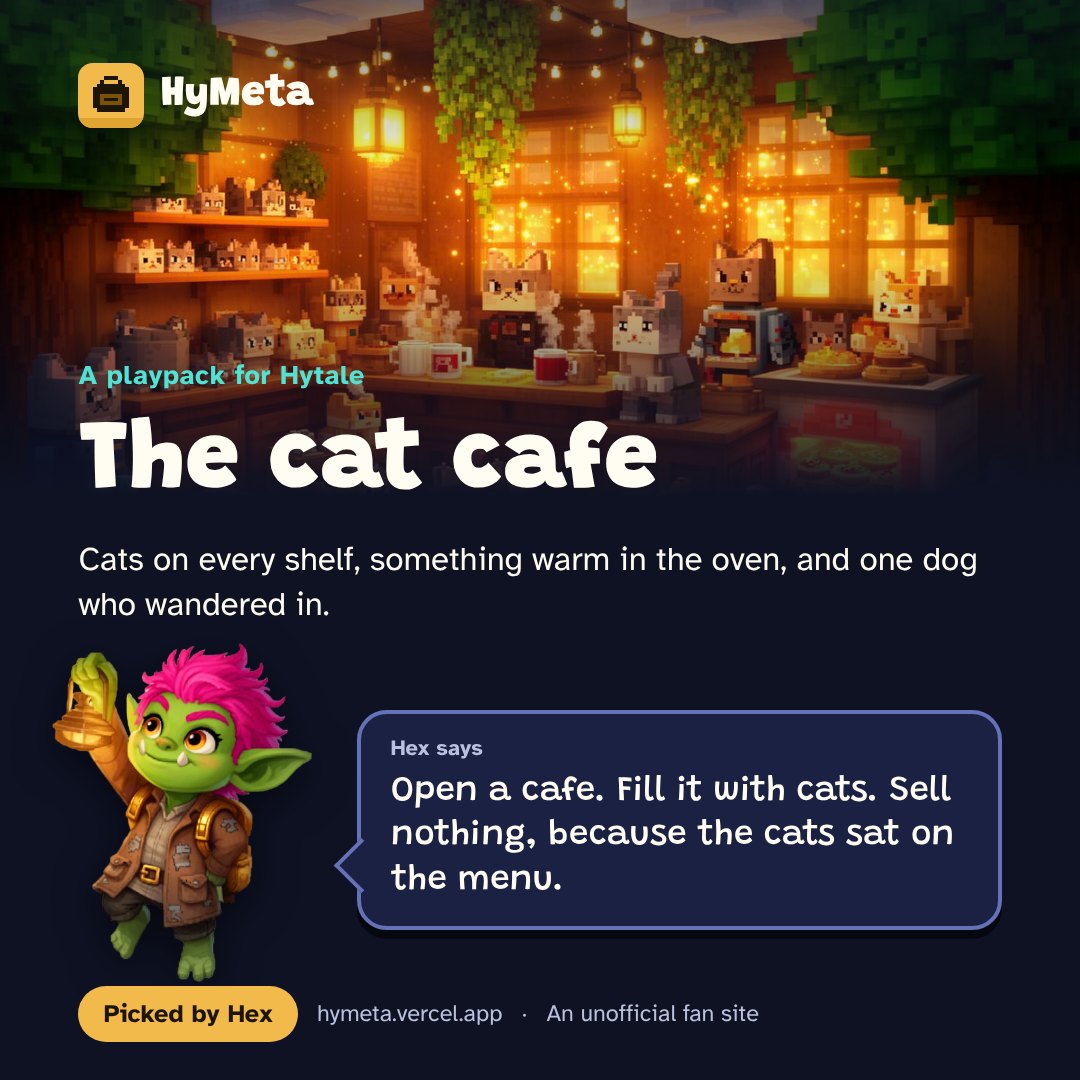 HyMeta
A playpack for Hytale
The cat cafe
Cats on every shelf, something warm in the oven, and one dog
who wandered in.
Hex says
Open a cafe. Fill it with cats. Sell
nothing, because the cats sat on
the menu.
Picked by Hex
hymeta.vercel.app · An unofficial fan site